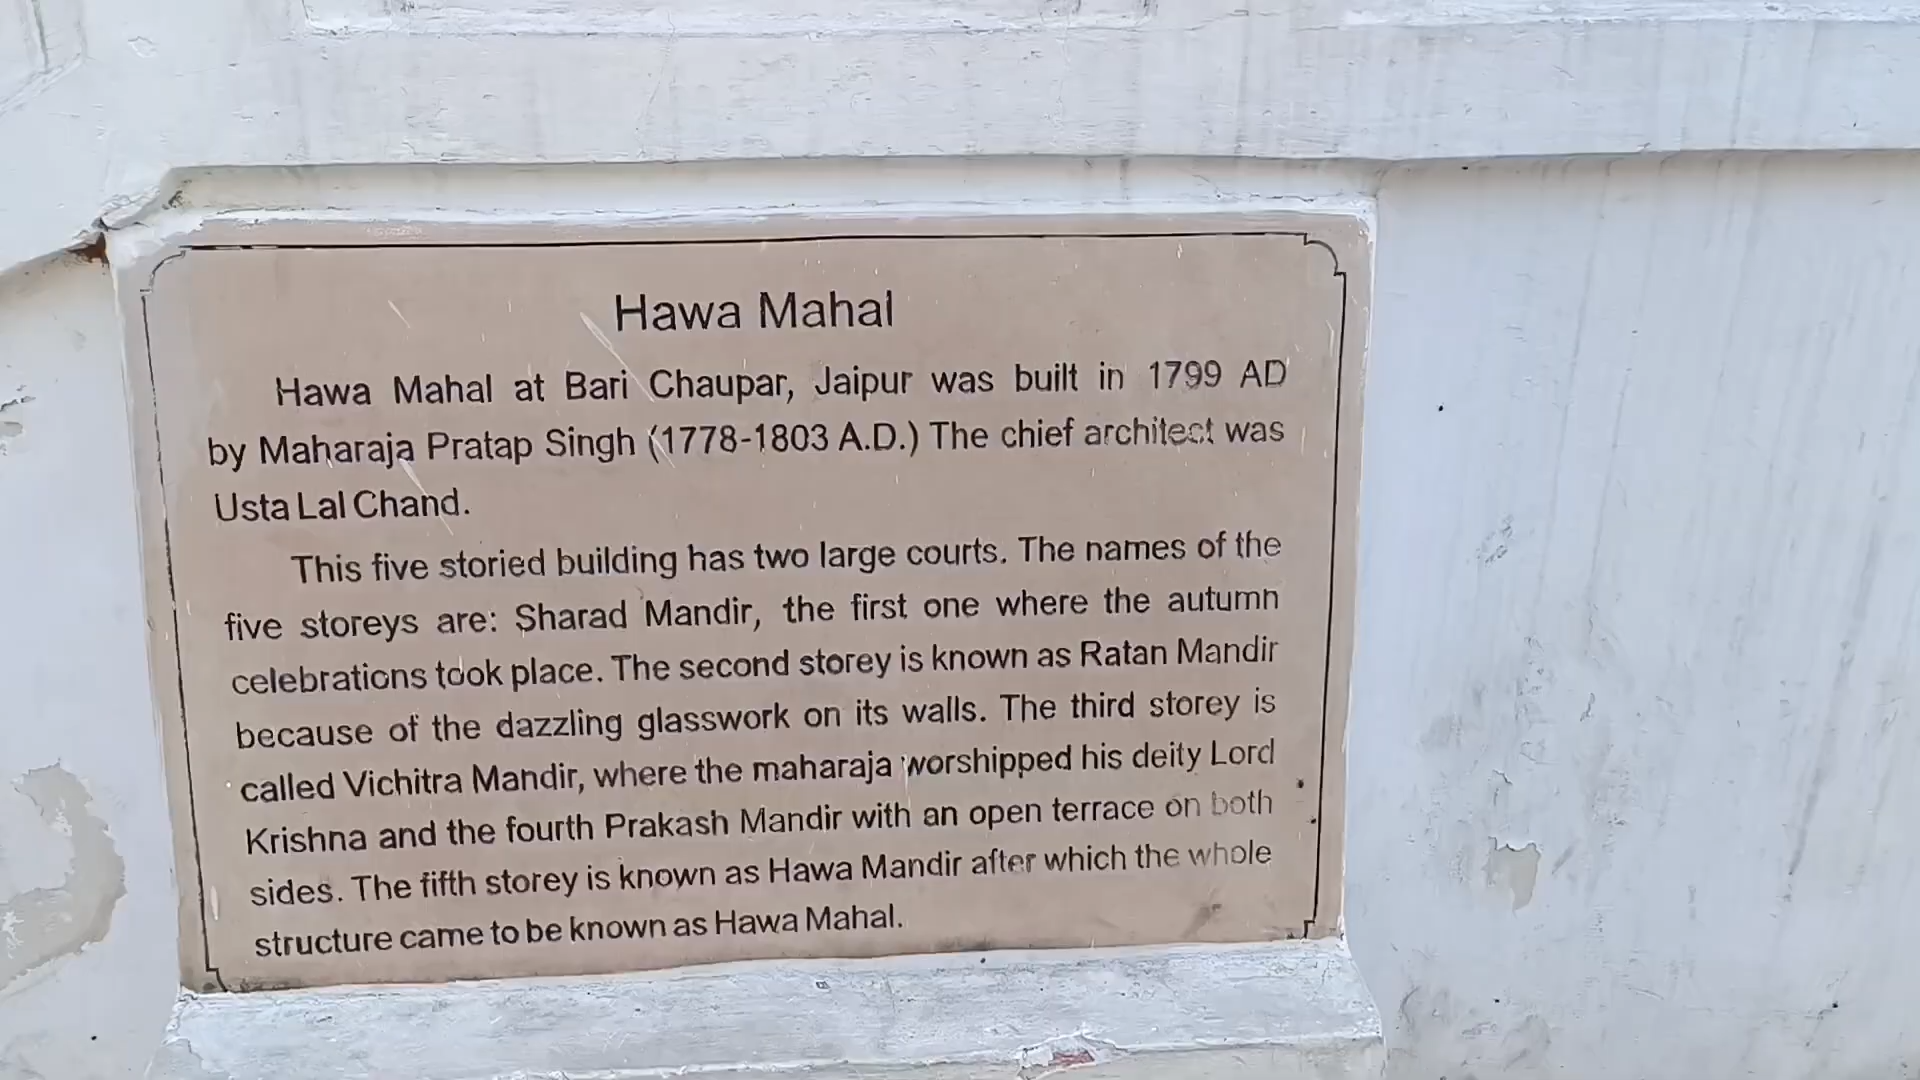 Hawa Mahal
Hawa Mahal at Bari Chaupar, Jaipur was built in 1799 AD
by Maharaja Pratap Singh (1778-1803 A.D.) The chief architect was
Usta Lal Chand.
This five storied building has two large courts. The names of the
five storeys are: Sharad Mandir, the first one where the autumn
celebrations took place. The second storey is known as Ratan Mandir
because of the dazzling glasswork on its walls. The third storey is
called Vichitra Mandir, where the maharaja worshipped his deity Lord
Krishna and the fourth Prakash Mandir with an open terrace on both
sides. The fifth storey is known as Hawa Mandir after which the whole
structure came to be known as Hawa Mahal.